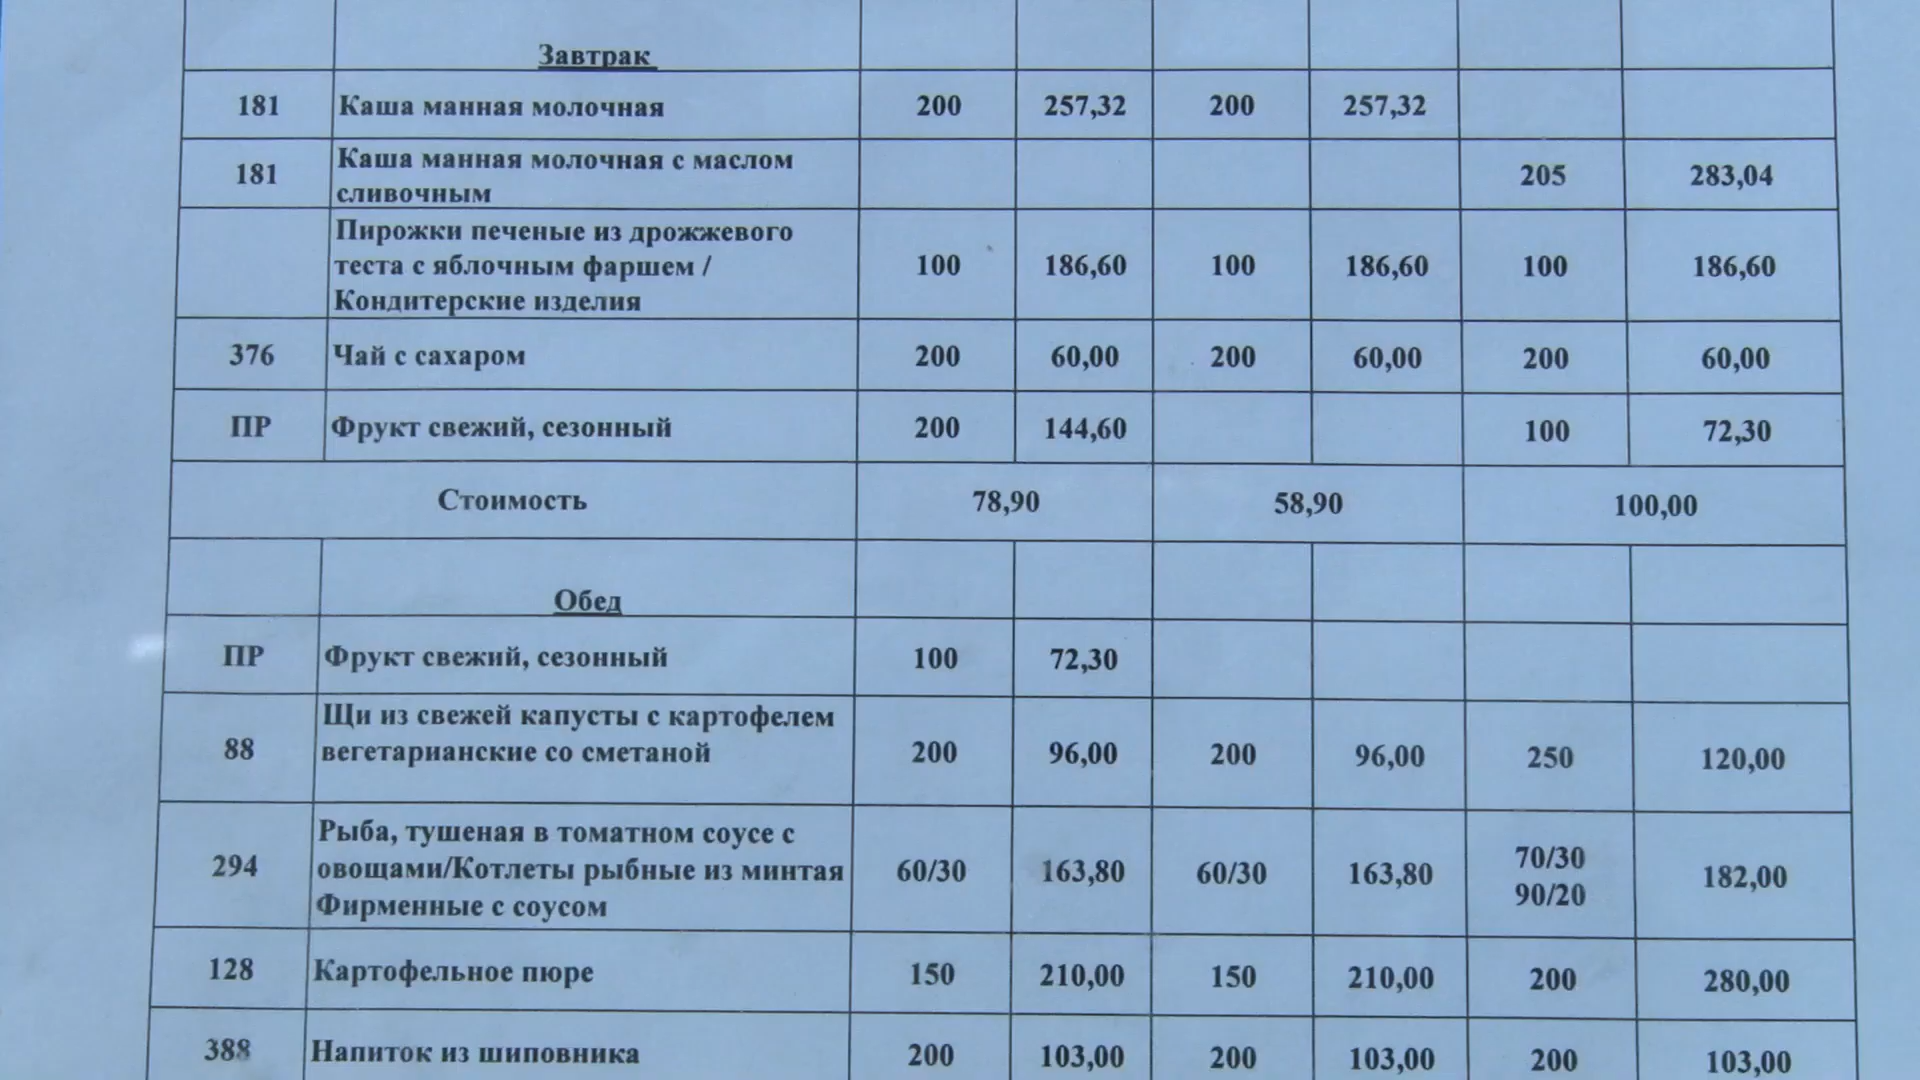 Завтрак
181 Каша манная молочная 200 257,32 200 257,32
181 Каша манная молочная с маслом
сливочным 205 283,04
Пирожки печеные из дрожжевого
теста с яблочным фаршем / 100 186,60 100 186,60 100 186,60
Кондитерские изделия
376 Чай с сахаром 200 60,00 200 60,00 200 60,00
ПР Фрукт свежий, сезонный 200 144,60 100 72,30
Стоимость 78,90 58,90 100,00
Обед
ПР Фрукт свежий, сезонный 100 72,30
Щи из свежей капусты с картофелем
88 вегетарианские со сметаной 200 96,00 200 96,00 250 120,00
Рыба, тушеная в томатном соусе с
294 овощами/Котлеты рыбные из минтая 60/30 163,80 60/30 163,80 70/30 182,00
Фирменные с соусом 90/20
128 Картофельное пюре 150 210,00 150 210,00 200 280,00
388 Напиток из шиповника 200 103,00 200 103,00 200 103,00